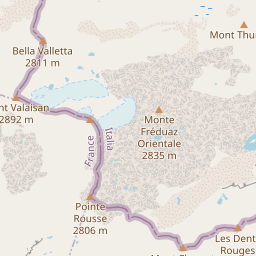 Mont Thu
Bella Valletta
2811 m
nt Valaisan
2892 m
Monte
Fréduaz
Orientale
2835 m
France
Italia
Pointe
Rousse
2806 m
Les Dent
Rouges